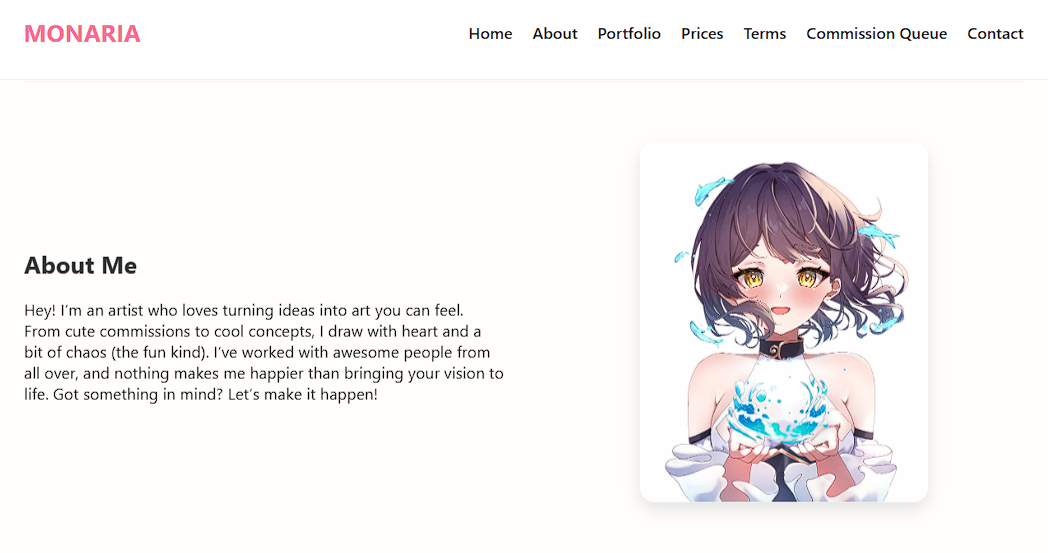 MONARIA
Home About Portfolio Prices Terms Commission Queue Contact
About Me
Hey! I’m an artist who loves turning ideas into art you can feel.
From cute commissions to cool concepts, I draw with heart and a
bit of chaos (the fun kind). I’ve worked with awesome people from
all over, and nothing makes me happier than bringing your vision to
life. Got something in mind? Let’s make it happen!